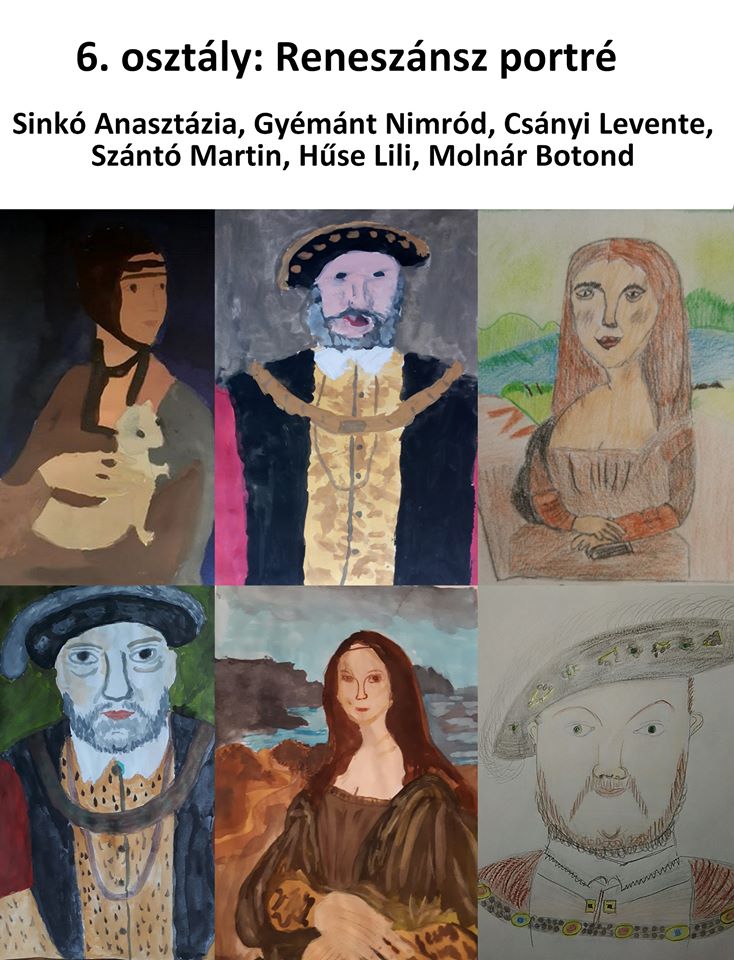 6. osztály: Reneszánsz portré
Sinkó Anasztázia, Gyémánt Nimród, Csányi Levente,
Szántó Martin, Hűse Lili, Molnár Botond